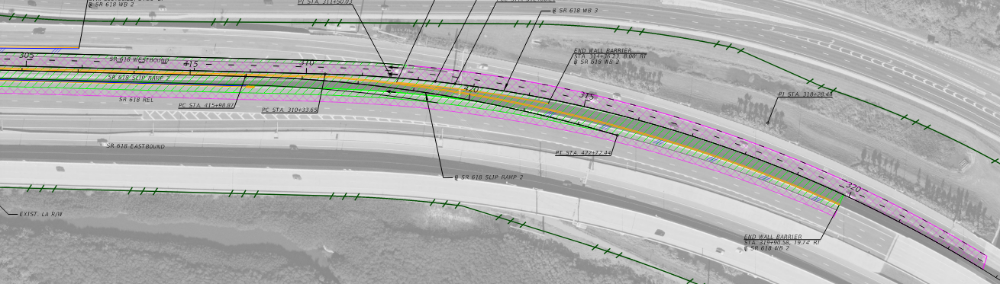 ℄ SR 618 WB 2
PI STA. 311+50.03
℄ SR 618 WB 3
END WALL BARRIER
STA. 314+36.23, 8.00' RT
℄ SR 618 WB 2
305
SR 618 WESTBOUND
415
310
SR 618 SLIP RAMP 2
420
315
PI STA. 318+28.44
SR 618 REL
PC STA. 415+98.07
PC STA. 310+33.65
SR 618 EASTBOUND
PT STA. 422+72.44
℄ SR 618 SLIP RAMP 2
320
EXIST. LA R/W
END WALL BARRIER
STA. 319+90.58, 19.74' RT
℄ SR 618 WB 2